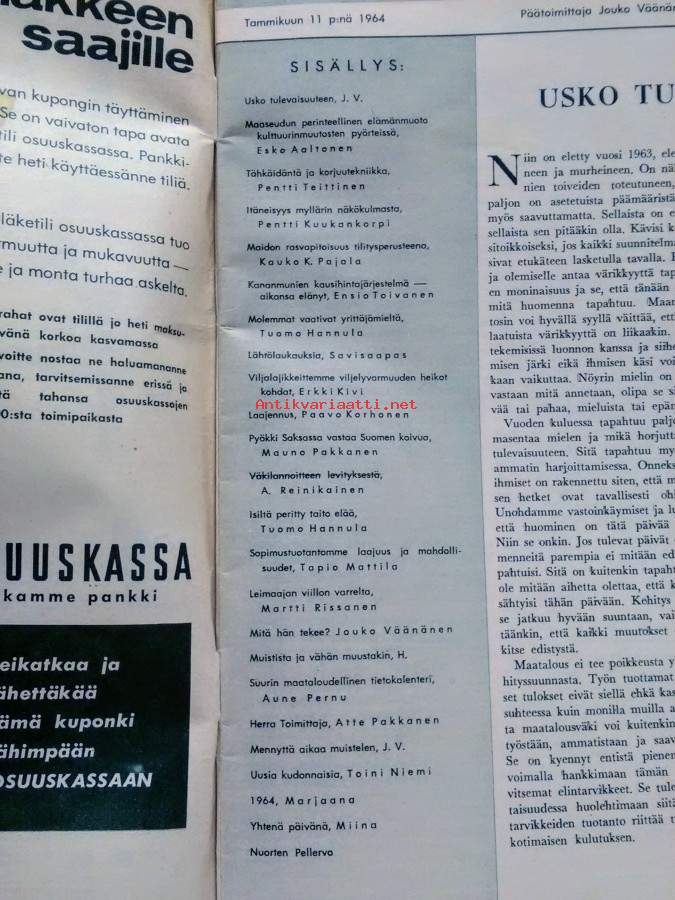 saajille
van kupongin täyttäminen
Se on vaivaton tapa avata
tili osuuskassassa. Pankki-
te heti käyttäessänne tiliä.
läketili osuuskassassa tuo
rmuutta ja mukavuutta —
e ja monta turhaa askelta.
rahat ovat tilillä ja heti maksu-
vänä korkoa kasvamassa
voitte nostaa ne haluamananne
ana, tarvitsemissanne erissä ja
tä tahansa osuuskassojen
0:sta toimipaikasta
UUSKASSA
kamme pankki
eikatkaa ja
ähettäkää
ämä kuponki
ähimpään
OSUUSKASSAAN
Tammikuun 11 p:nä 1964
Päätoimittaja Jouko Väänä
SISÄLLYS:
Usko tulevaisuuteen, J. V.
Maaseudun perinteellinen elämänmuoto
kulttuurinmuutosten pyörteissä,
Esko Aaltonen
Tähkäidäntä ja korjuutekniikka,
Pentti Teittinen
Itäneisyys myllärin näkökulmasta,
Pentti Kuukankorpi
Maidon rasvapitoisuus tilitysperusteena,
Kauko K. Pajala
Kananmunien kausihintajärjestelmä —
aikansa elänyt, Ensio Toivanen
Molemmat vaativat yrittäjämieltä,
Tuomo Hannula
Lähtölaukauksia, Savisaapas
Viljalajikkeittemme viljelyvarmuuden heikot
kohdat, Erkki Kivi
Antikvariaatti.net
Laajennus, Paavo Korhonen
Pyökki Saksassa vastaa Suomen koivua,
Mauno Pakkanen
Väkilannoitteen levityksestä,
A. Reinikainen
Isiltä peritty taito elää,
Tuomo Hannula
Sopimustuotantomme laajuus ja mahdolli-
suudet, Tapio Mattila
Leimaajan viillon varrelta,
Martti Rissanen
Mitä hän tekee? Jouko Väänänen
Muistista ja vähän muustakin, H.
Suurin maataloudellinen tietokalenteri,
Aune Pernu
Herra Toimittaja, Atte Pakkanen
Mennyttä aikaa muistelen, J. V.
Uusia kudonnaisia, Toini Niemi
1964, Marjaana
Yhtenä päivänä, Miina
Nuorten Pellervo
USKO TU
Niin on eletty vuosi 1963, ele
neen ja murheineen. On nä
nien toiveiden toteutuneen,
paljon on asetetuista päämääristä
myös saavuttamatta. Sellaista on e
sellaista sen pitääkin olla. Kävisi k
sitoikkoiseksi, jos kaikki suunnitelma
sivat etukäteen lasketulla tavalla. E
ja olemiselle antaa värikkyyttä tap
en moninaisuus ja se, että tänään
mitä huomenna tapahtuu. Maan
tosin voi hyvällä syyllä väittää, ett
laatuista värikkyyttä on liikaakin.
tekemisissä luonnon kanssa ja siihe
misen järki eikä ihmisen käsi voi
kaan vaikuttaa. Nöyrin mielin on
vastaan mitä annetaan, olipa se si
vää tai pahaa, mieluista tai epär
Vuoden kuluessa tapahtuu paljo
masentaa mielen ja mikä horjutt
tulevaisuuteen. Sitä tapahtuu my
ammatin harjoittamisessa. Onneks
ihmiset on rakennettu siten, että m
sen hetket ovat tavallisesti ohi
Unohdamme vastoinkäymiset ja lu
että huominen on tätä päivää
Niin se onkin. Jos tulevat päivät
menneitä parempia ei mitään ed
pahtuisi. Sitä on kuitenkin tapaht
ole mitään aihetta olettaa, että k
sähtyisi tähän päivään. Kehitys
se jatkuu hyvään suuntaan, vai
täänkin, että kaikki muutokset
kitse edistystä.
Maatalous ei tee poikkeusta y
hityssuunnasta. Työn tuottamat
set tulokset eivät siellä ehkä kas
suhteessa kuin monilla muilla a
ta maatalousväki voi kuitenkin
työstään, ammatistaan ja saav
Se on kyennyt entistä pienen
voimalla hankkimaan tämän
vitsemat elintarvikkeet. Se tule
taisuudessa huolehtimaan siitä
tarvikkeiden tuotanto riittää t
kotimaisen kulutuksen.